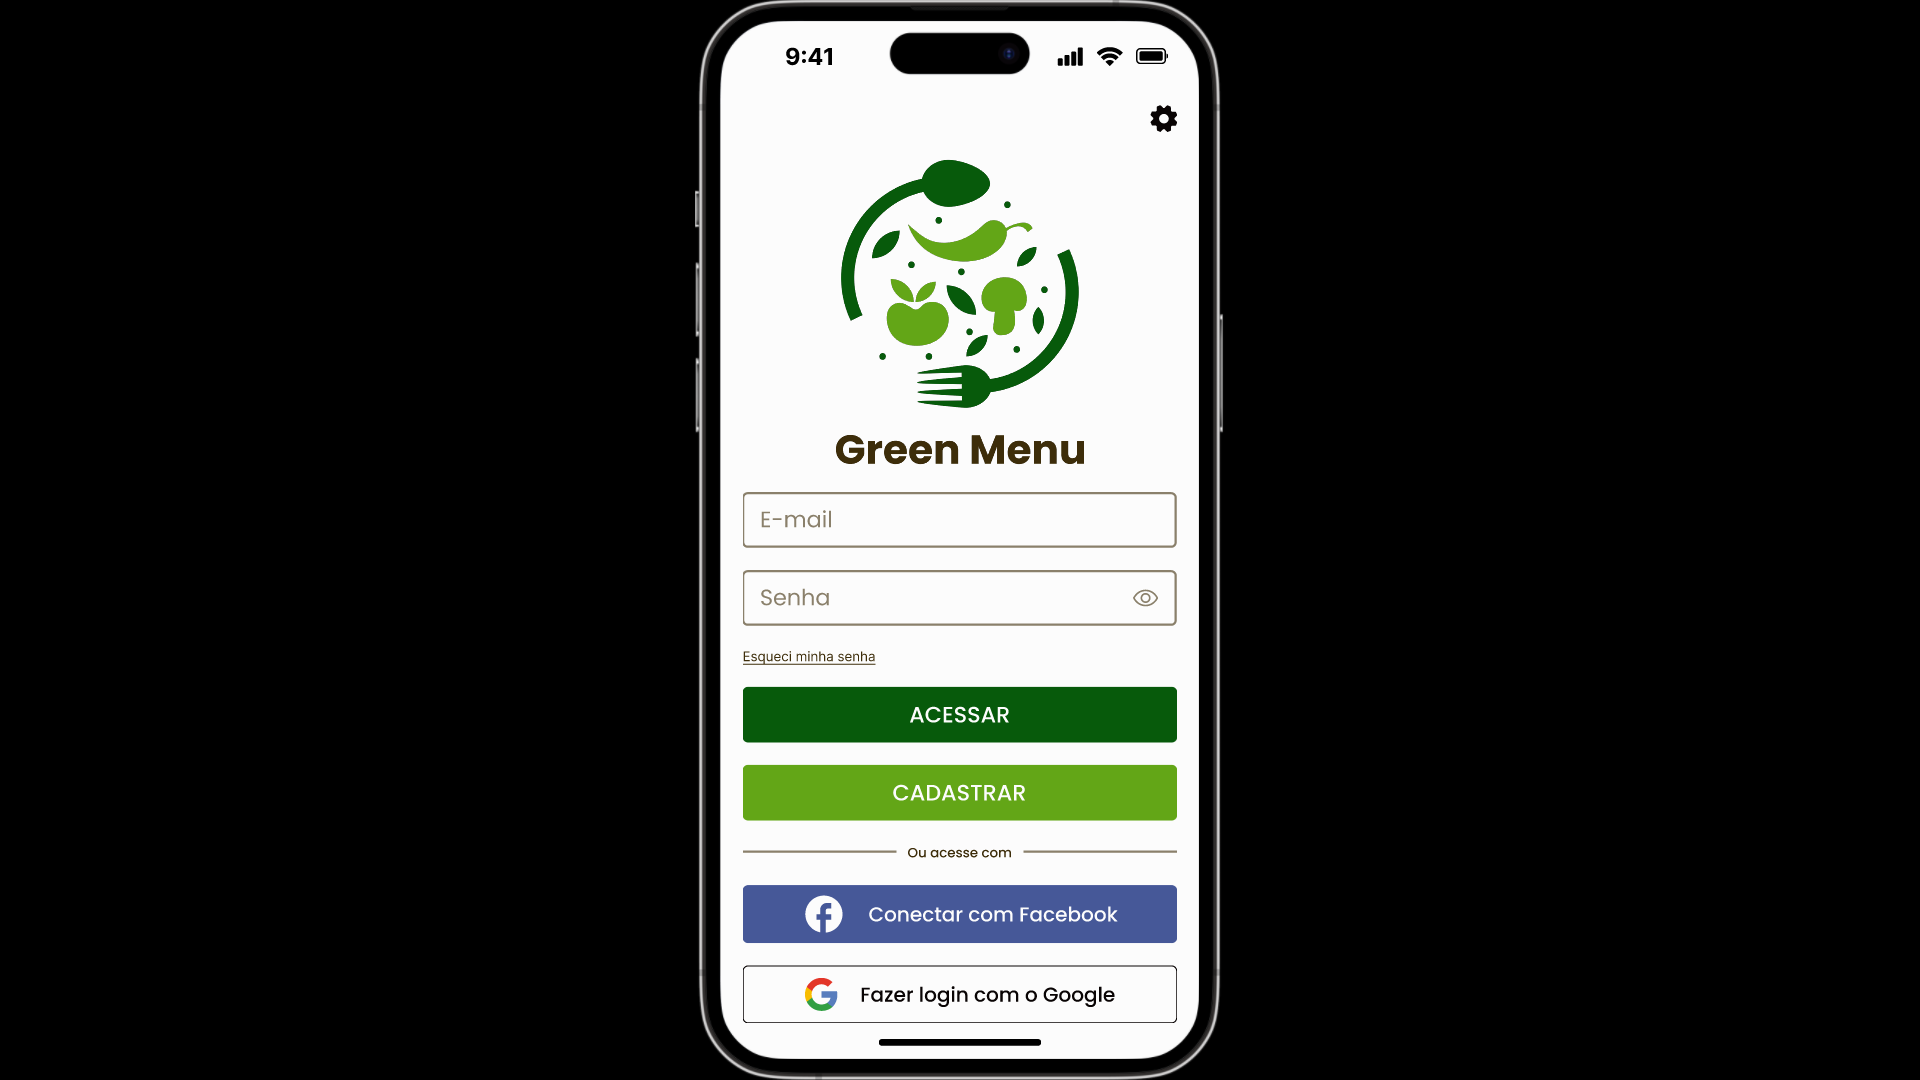 9:41
Green Menu
E-mail
Senha
Esqueci minha senha
ACESSAR
CADASTRAR
Ou acesse com
Conectar com Facebook
Fazer login com o Google